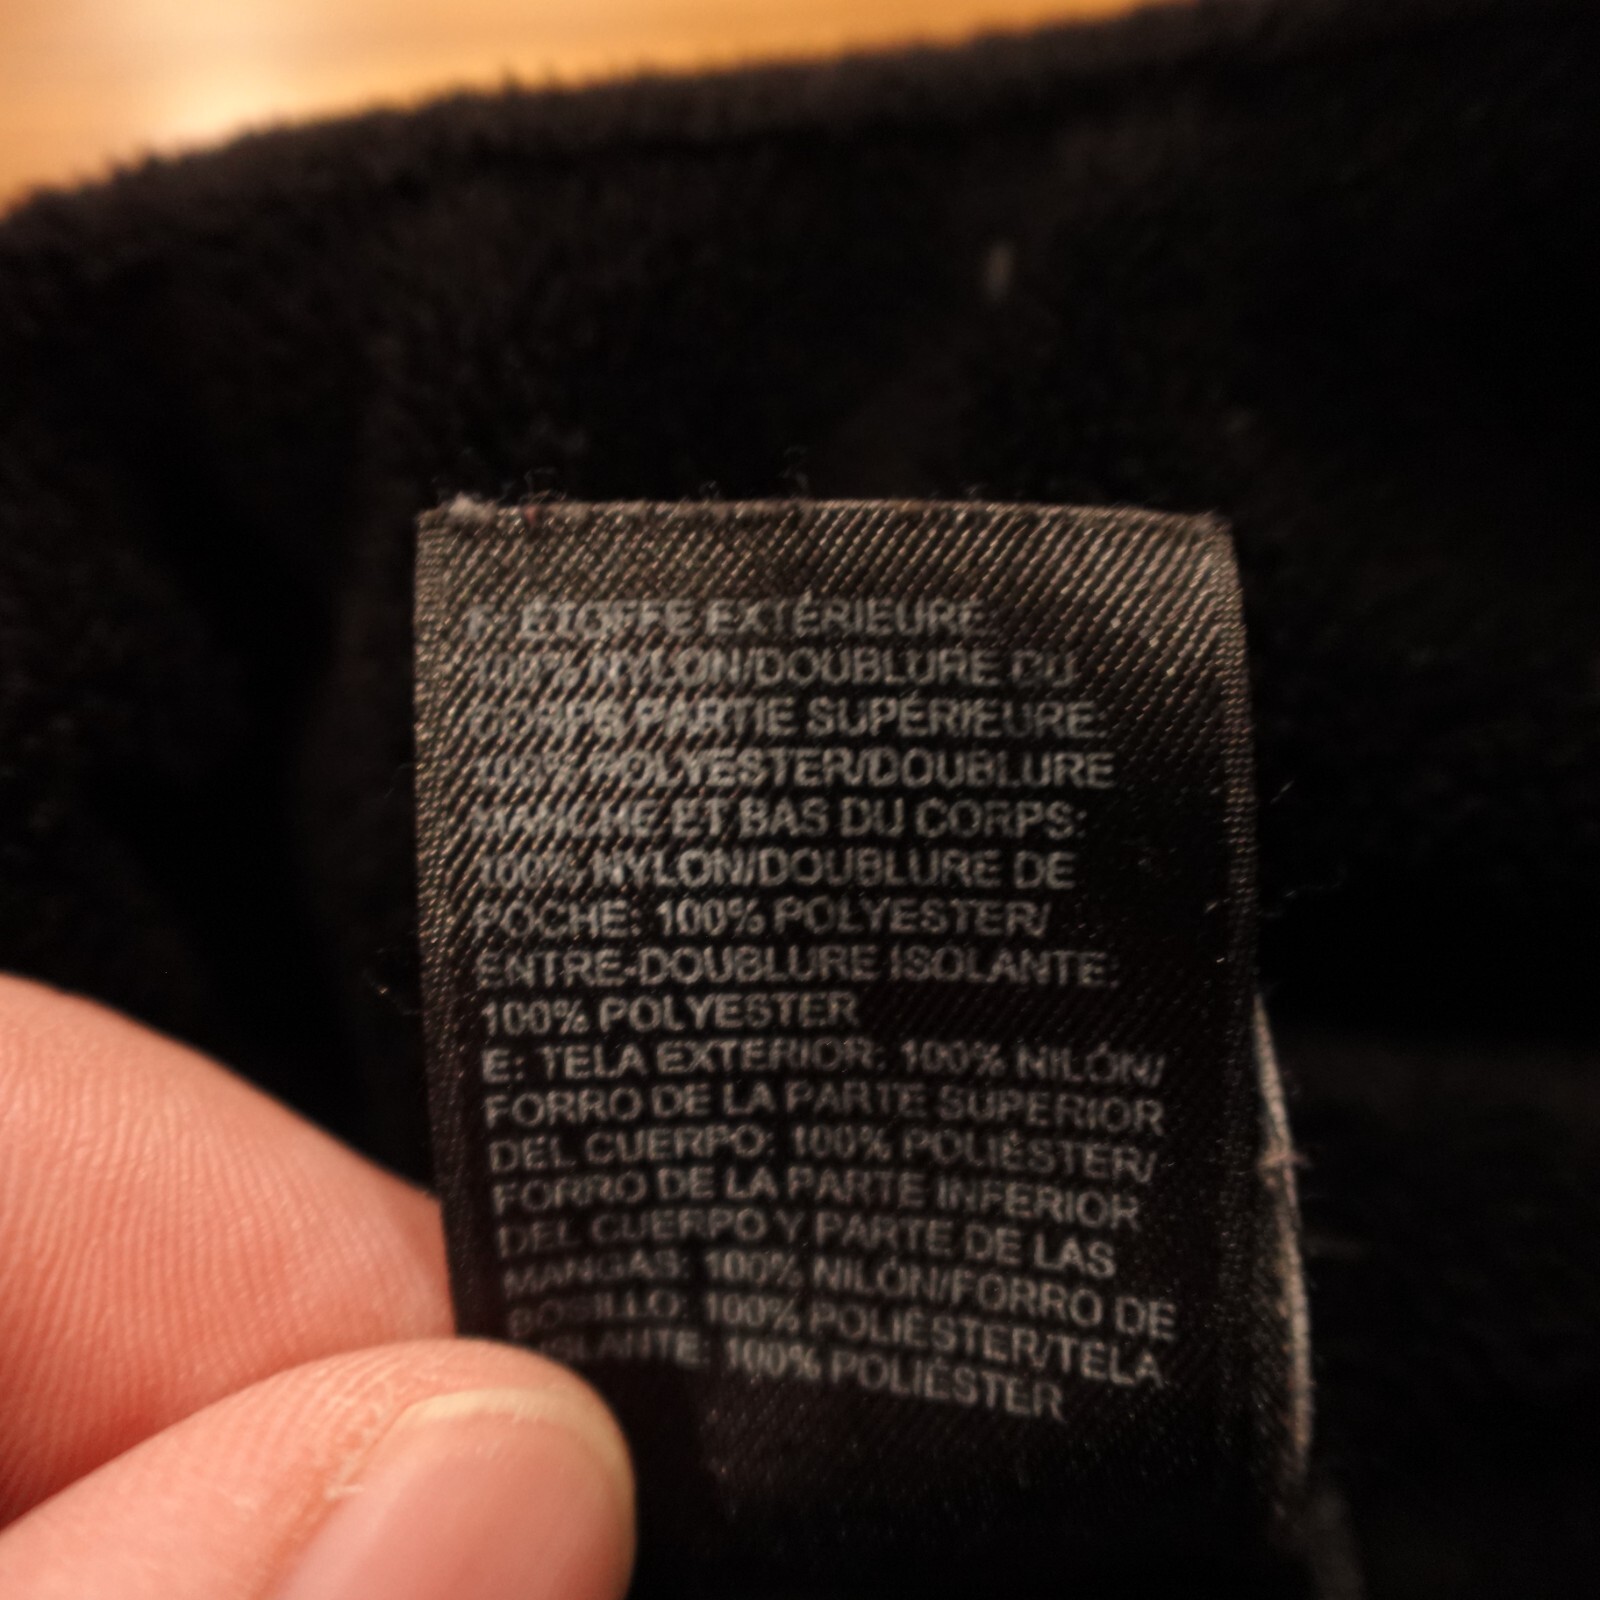 F: ÉTOFFE EXTÉRIEURE:
100% NYLON/DOUBLURE DU
CORPS PARTIE SUPÉRIEURE:
100% POLYESTER/DOUBLURE
MANCHE ET BAS DU CORPS:
100% NYLON/DOUBLURE DE
POCHE: 100% POLYESTER/
ENTRE-DOUBLURE ISOLANTE:
100% POLYESTER
E: TELA EXTERIOR: 100% NILÓN/
FORRO DE LA PARTE SUPERIOR
DEL CUERPO: 100% POLIÉSTER/
FORRO DE LA PARTE INFERIOR
DEL CUERPO Y PARTE DE LAS
MANGAS: 100% NILÓN/FORRO DE
BOSILLO: 100% POLIÉSTER/TELA
ISLANTE: 100% POLIÉSTER